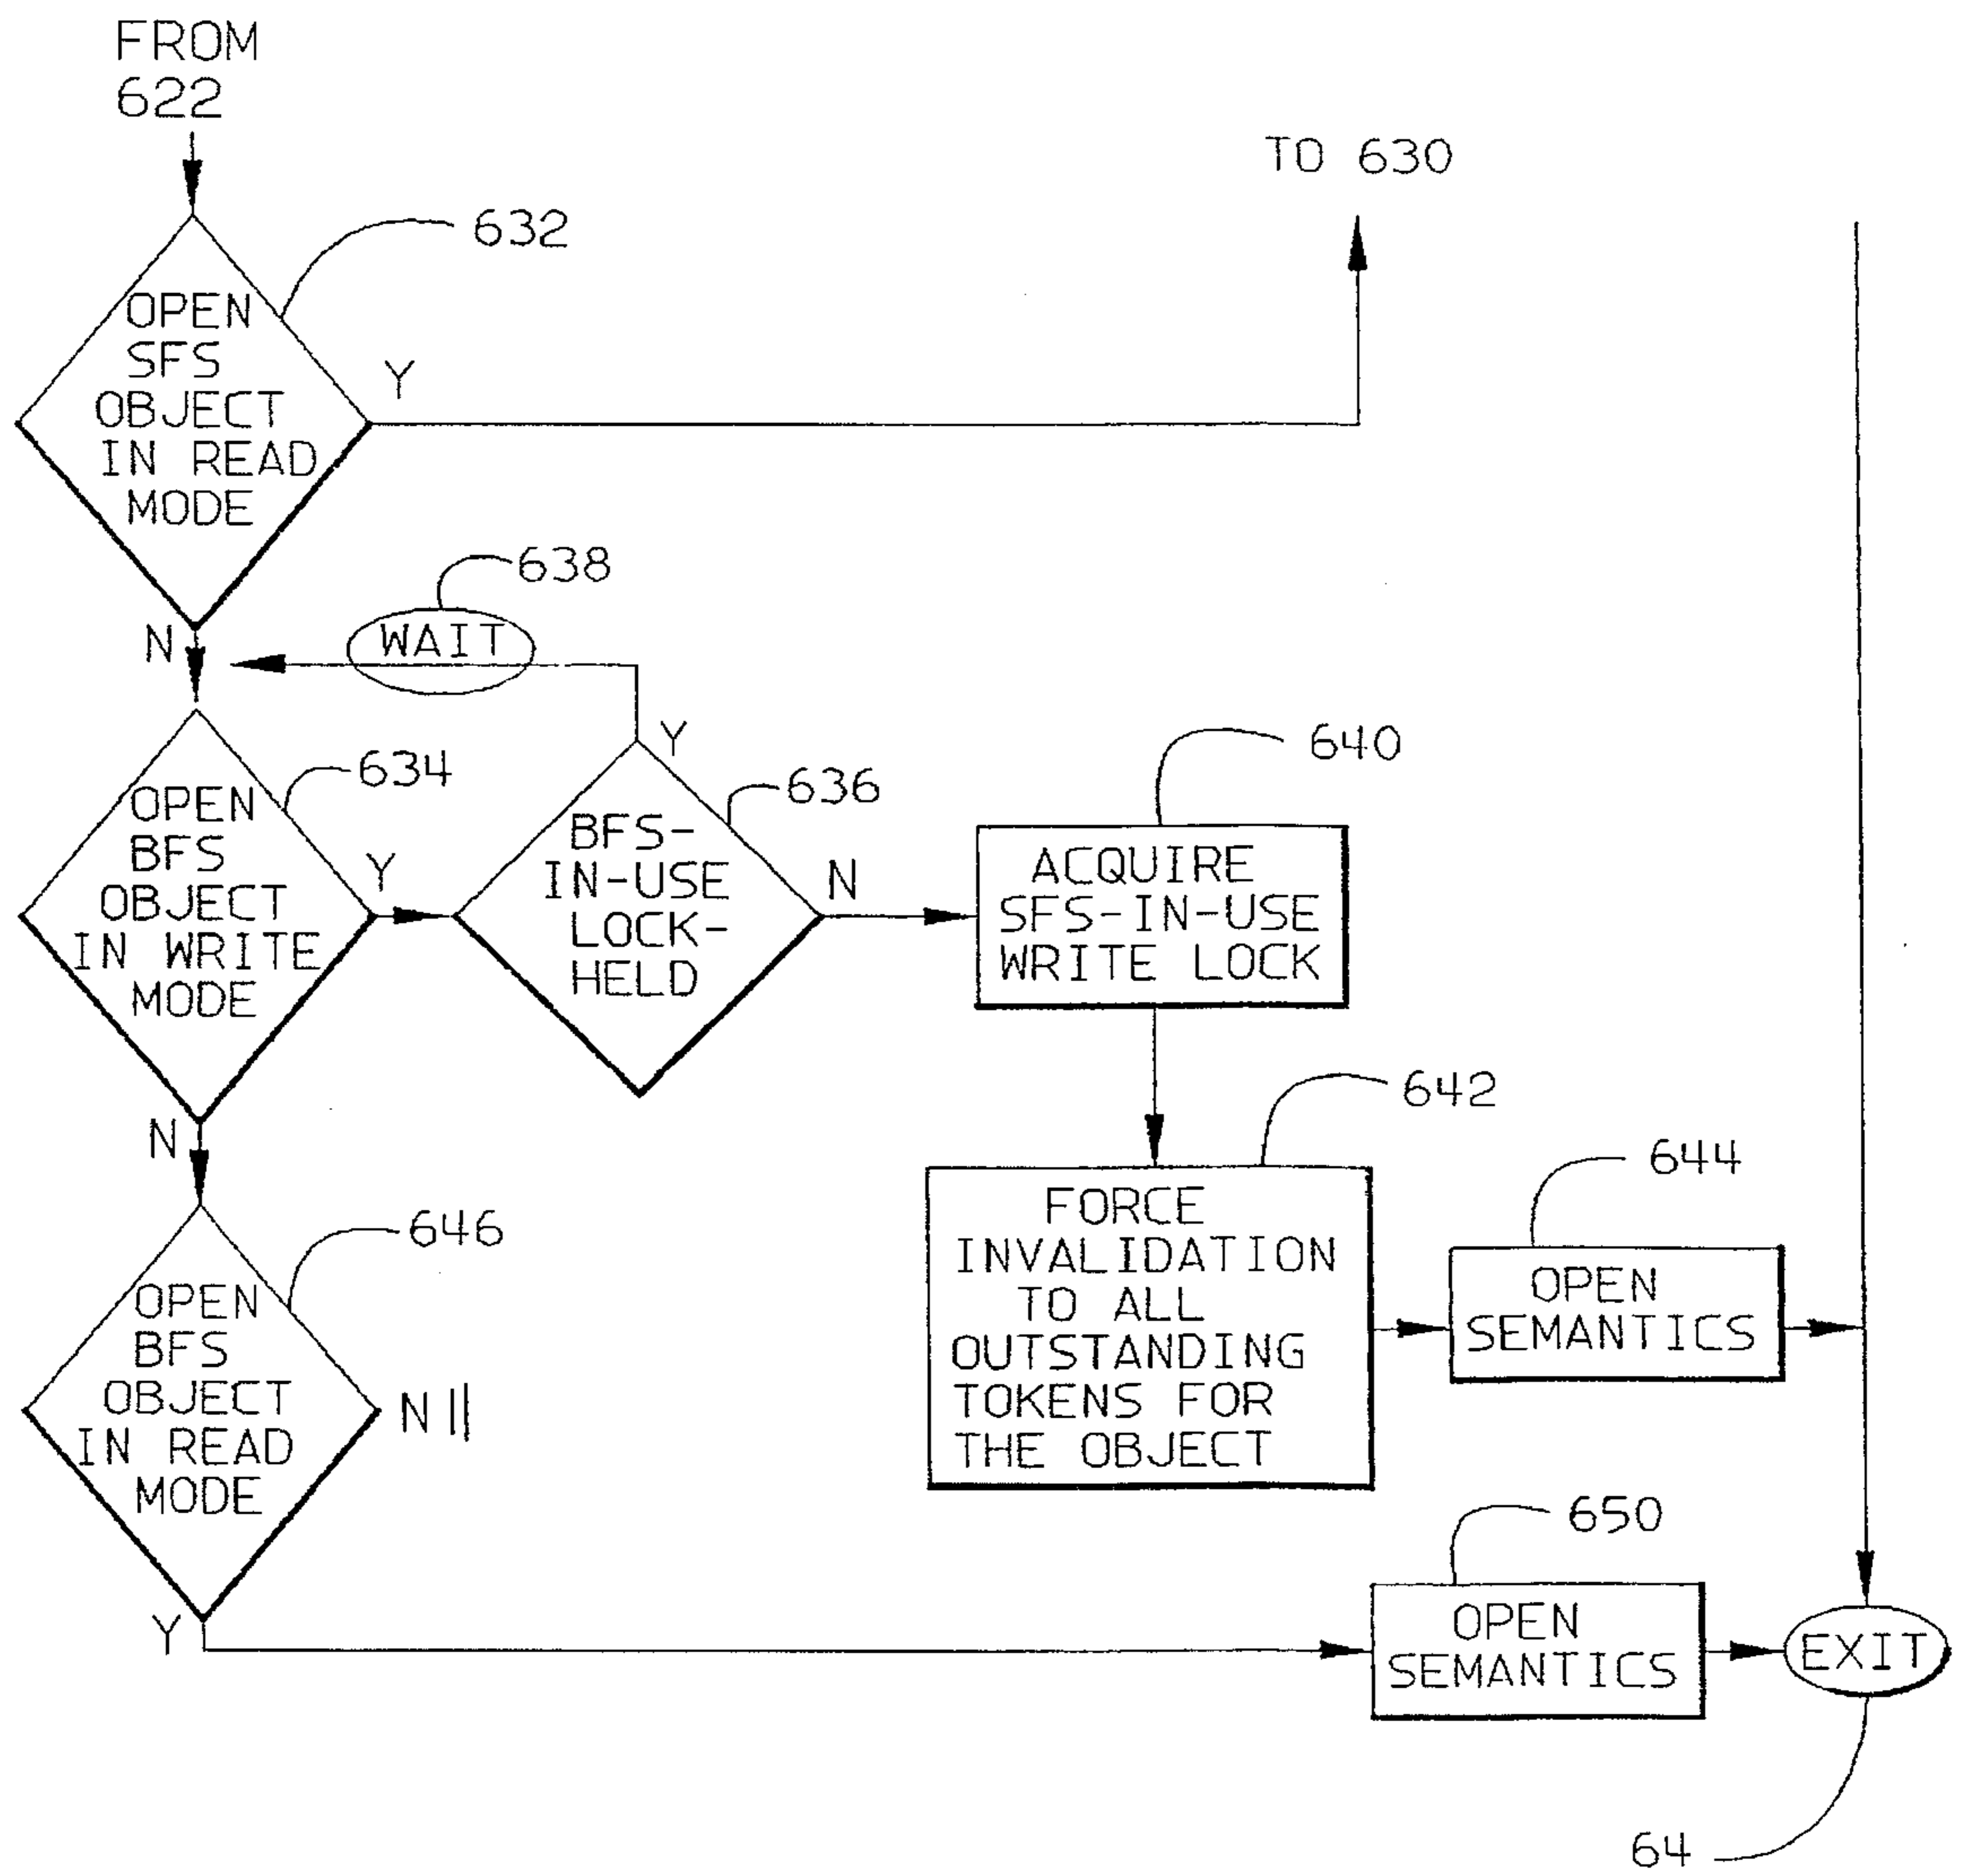 FROM
622
TO 630
632
OPEN
SFS
OBJECT
IN READ
MODE
Y
N
638
WAIT
Y
634
OPEN
BFS
OBJECT
IN WRITE
MODE
Y
N
636
BFS-
IN-USE
LOCK-
HELD
N
640
ACQUIRE
SFS-IN-USE
WRITE LOCK
642
FORCE
INVALIDATION
TO ALL
OUTSTANDING
TOKENS FOR
THE OBJECT
644
OPEN
SEMANTICS
646
OPEN
BFS
OBJECT
IN READ
MODE
N
Y
650
OPEN
SEMANTICS
EXIT
64